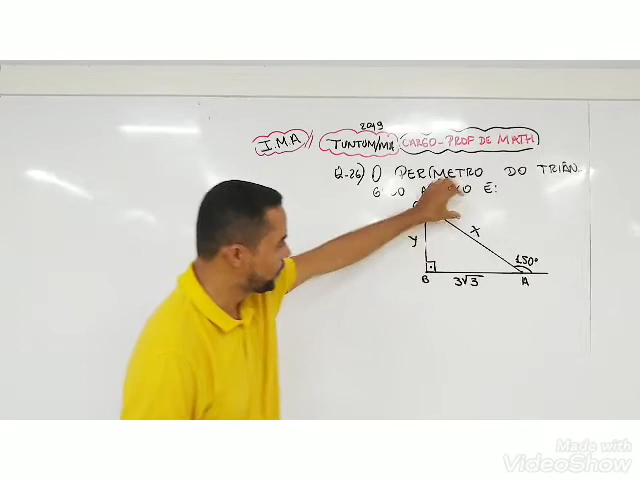 2019
I.M.A // TUNTUM/MA CARGO - PROF DE MATH
Q-26) O PERÍMETRO DO TRIÂN
É:
y
x
150°
B 3√3 A
Made with
VideoShow